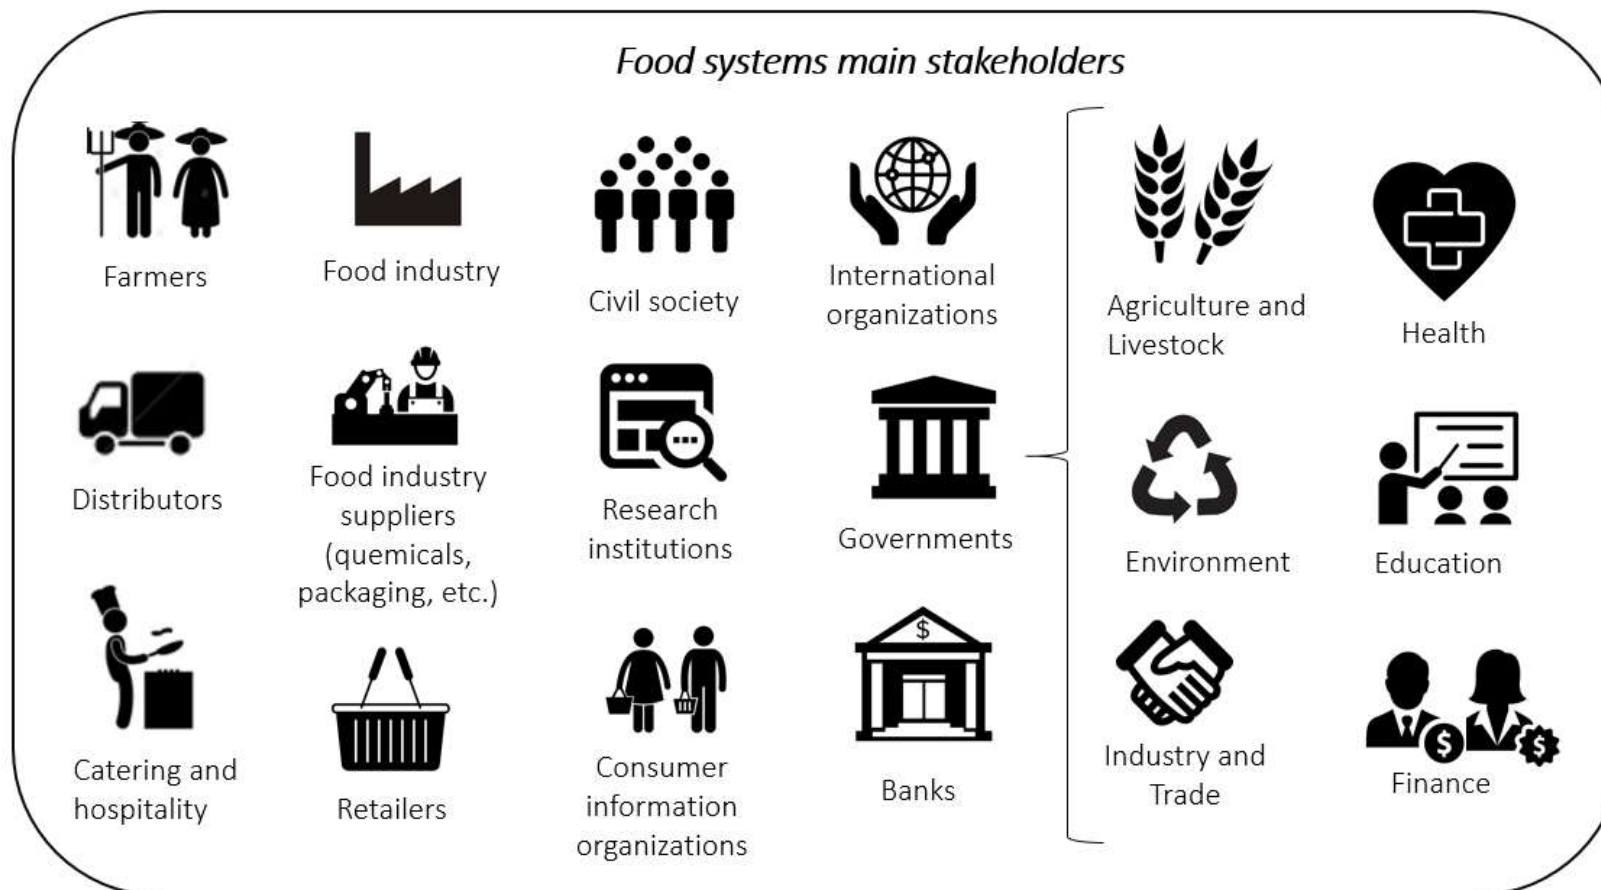 Food systems main stakeholders
Farmers
Food industry
Civil society
International
organizations
Agriculture and
Livestock
Health
Distributors
Food industry
suppliers
(quemicals,
packaging, etc.)
Research
institutions
Governments
Environment
Education
Catering and
hospitality
Retailers
Consumer
information
organizations
$
Banks
Industry and
Trade
$
$
Finance